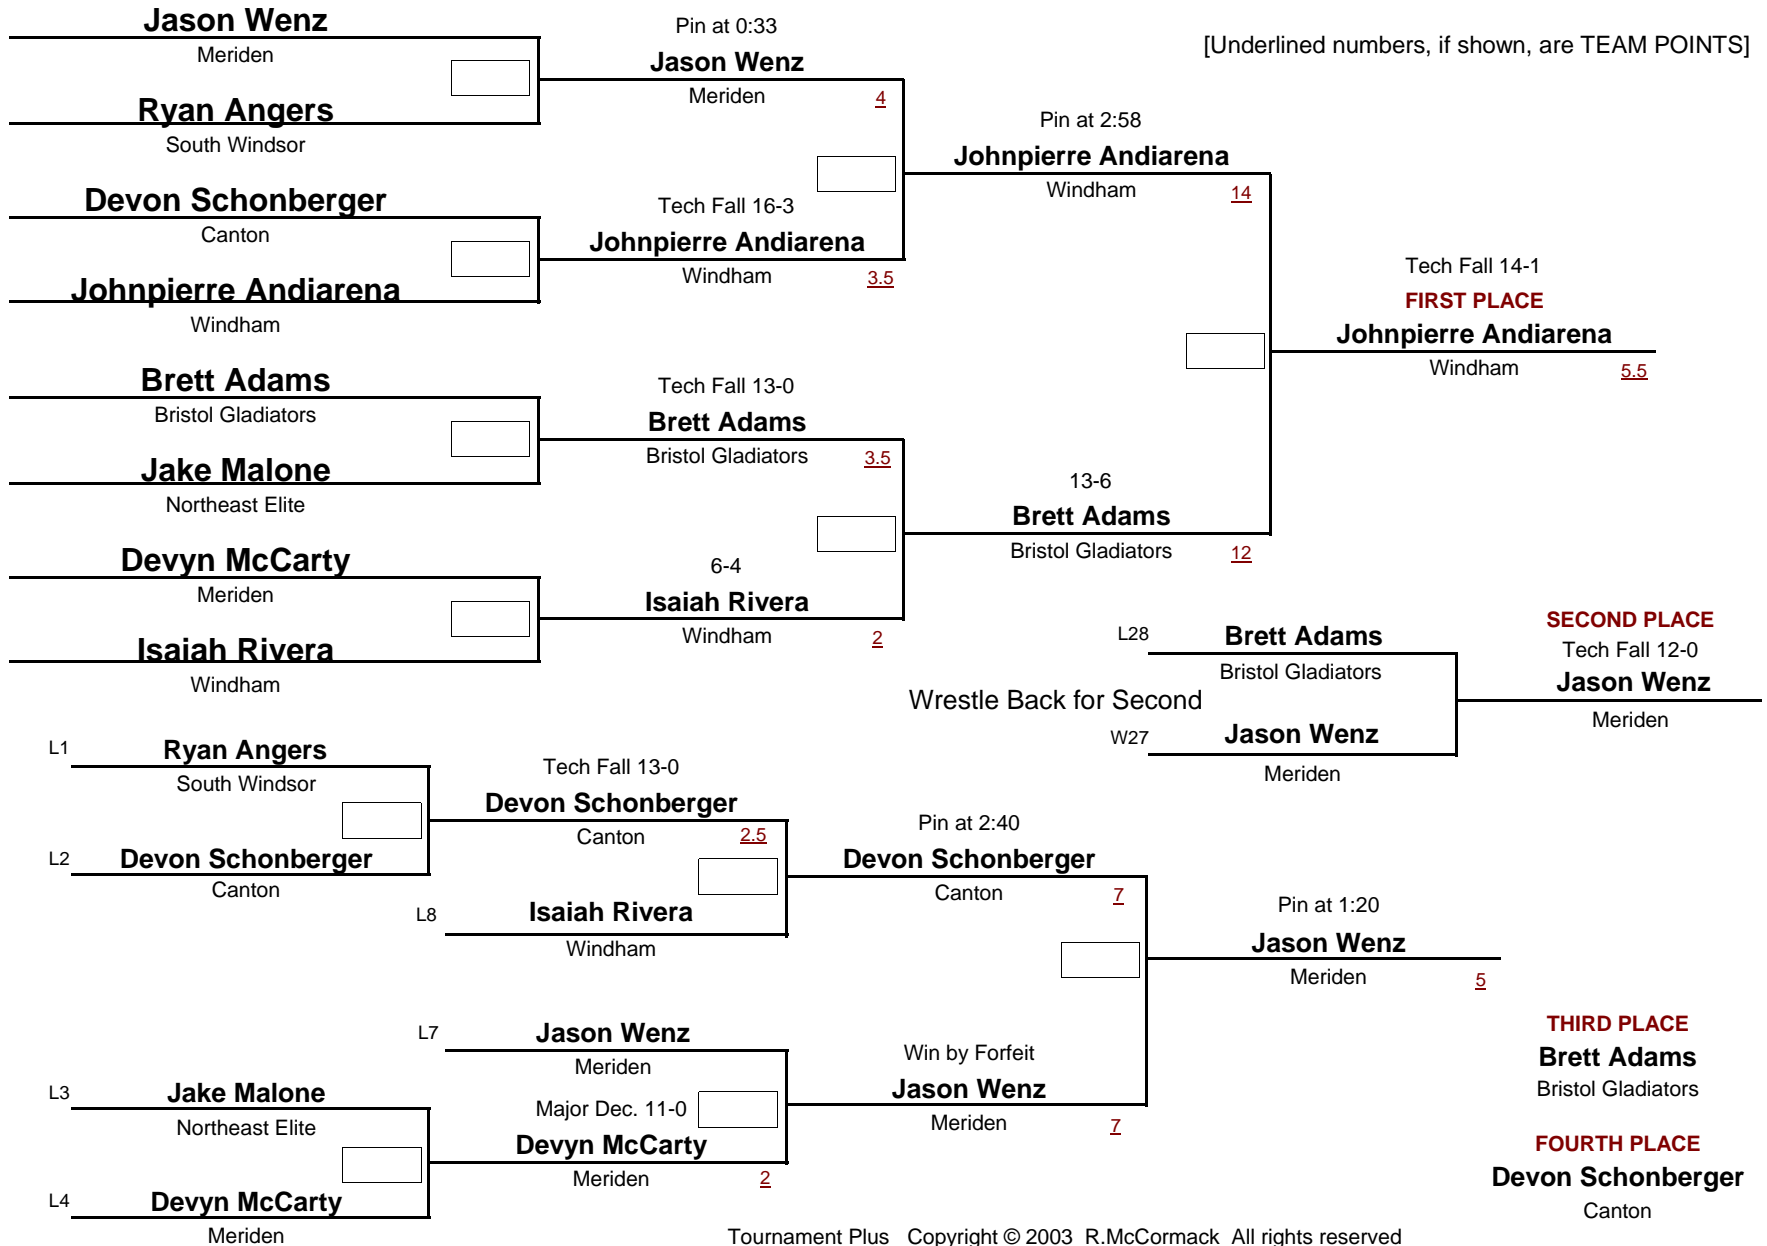 Jason Wenz
Meriden
Ryan Angers
South Windsor
Devon Schonberger
Canton
Johnpierre Andiarena
Windham
Brett Adams
Bristol Gladiators
Jake Malone
Northeast Elite
Devyn McCarty
Meriden
Isaiah Rivera
Windham
Pin at 0:33
Jason Wenz
Meriden
4
Tech Fall 16-3
Johnpierre Andiarena
Windham
3.5
Tech Fall 13-0
Brett Adams
Bristol Gladiators
3.5
6-4
Isaiah Rivera
Windham
2
[Underlined numbers, if shown, are TEAM POINTS]
Pin at 2:58
Johnpierre Andiarena
Windham
14
13-6
Brett Adams
Bristol Gladiators
12
Tech Fall 14-1
FIRST PLACE
Johnpierre Andiarena
Windham
5.5
L28
Brett Adams
Bristol Gladiators
Wrestle Back for Second
W27
Jason Wenz
Meriden
SECOND PLACE
Tech Fall 12-0
Jason Wenz
Meriden
L1
Ryan Angers
South Windsor
L2
Devon Schonberger
Canton
Tech Fall 13-0
Devon Schonberger
Canton
2.5
L8
Isaiah Rivera
Windham
Pin at 2:40
Devon Schonberger
Canton
7
L7
Jason Wenz
Meriden
L3
Jake Malone
Northeast Elite
L4
Devyn McCarty
Meriden
Major Dec. 11-0
Devyn McCarty
Meriden
2
Win by Forfeit
Jason Wenz
Meriden
7
Pin at 1:20
Jason Wenz
Meriden
5
THIRD PLACE
Brett Adams
Bristol Gladiators
FOURTH PLACE
Devon Schonberger
Canton
Tournament Plus Copyright © 2003 R.McCormack All rights reserved